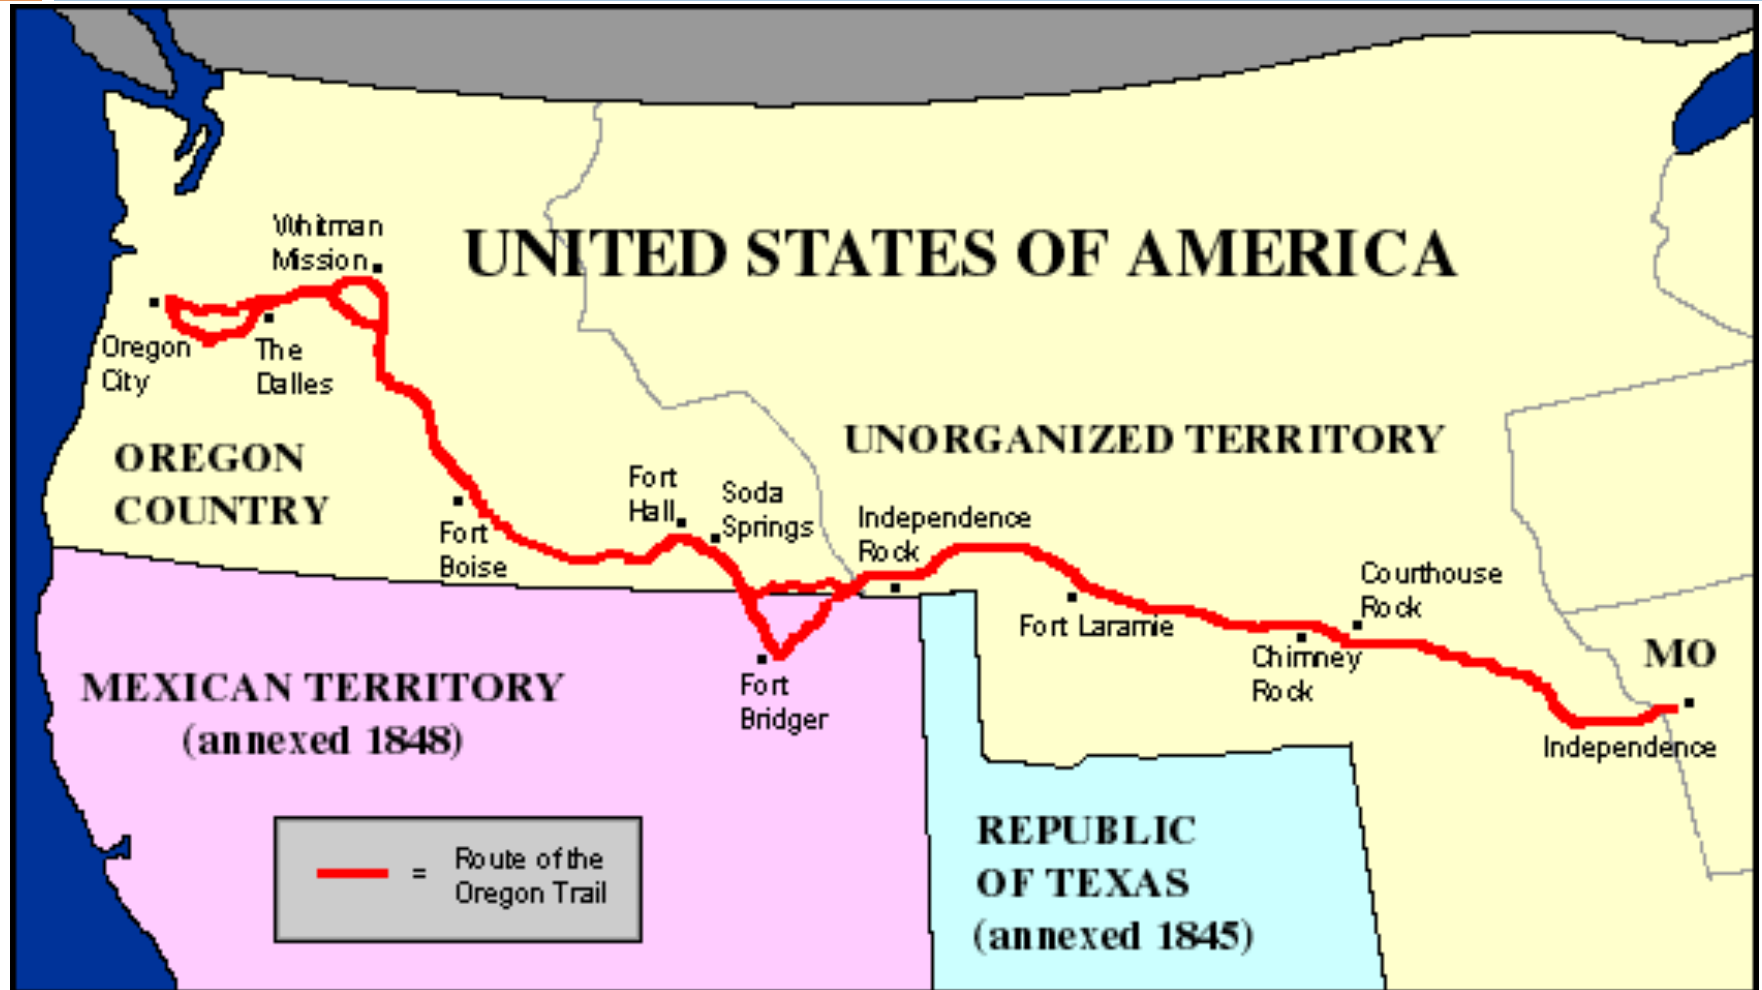 Whitman
Mission
UNITED STATES OF AMERICA
Oregon
City
The
Dalles
OREGON
COUNTRY
UNORGANIZED TERRITORY
Fort
Hall
Soda
Springs
Independence
Rock
Fort
Boise
Courthouse
Rock
Fort Laramie
Chimney
Rock
MO
MEXICAN TERRITORY
(annexed 1848)
Fort
Bridger
Independence
REPUBLIC
OF TEXAS
(annexed 1845)
= Route of the
Oregon Trail